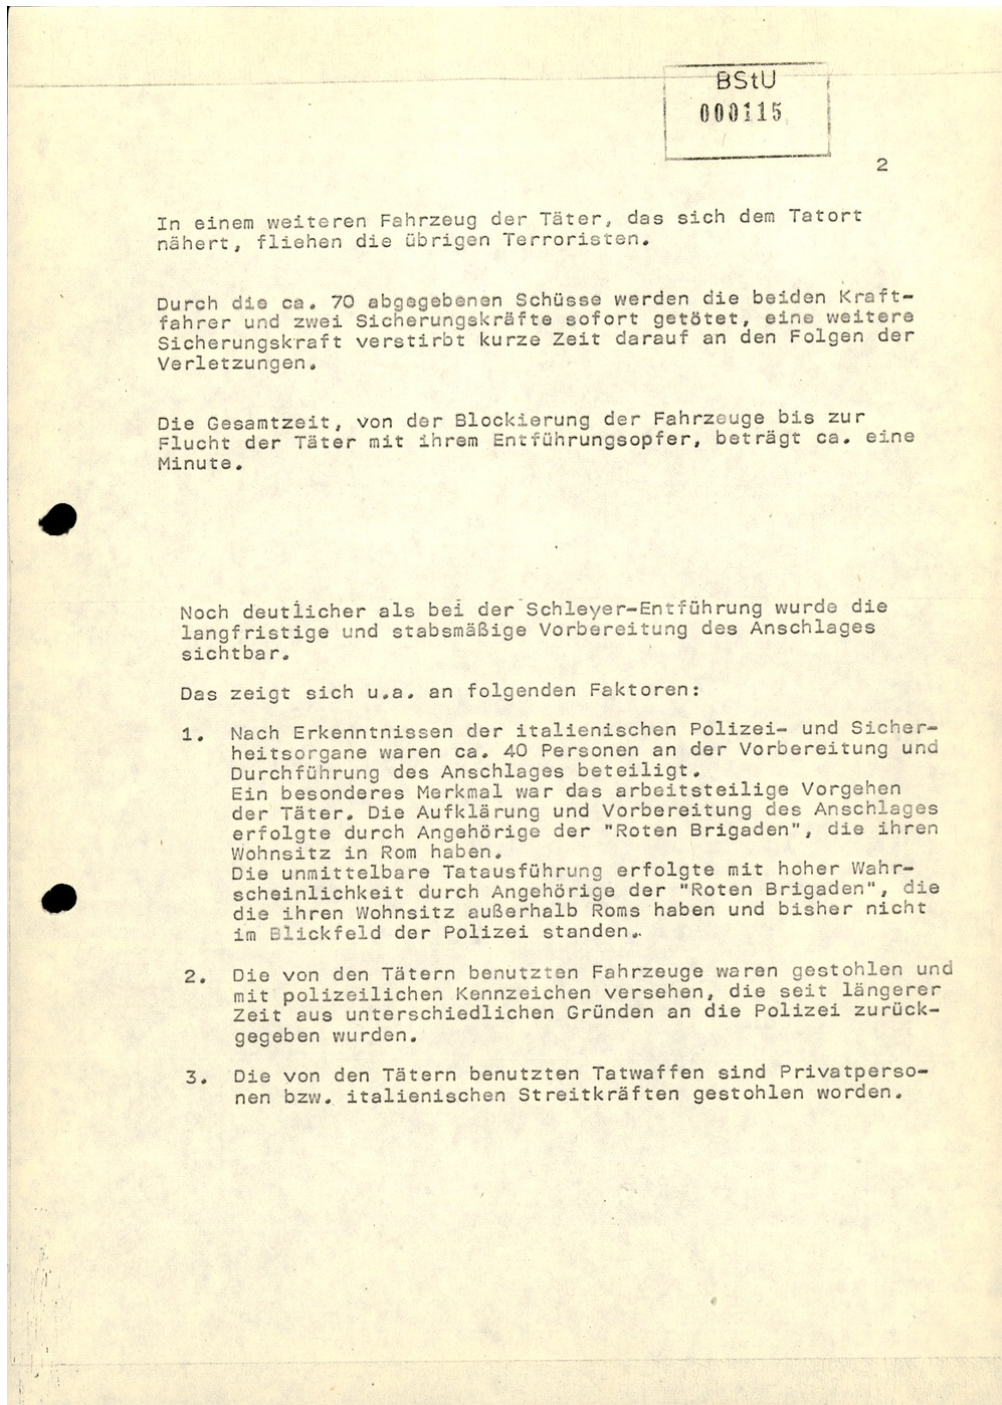 BStU
000115
2
In einem weiteren Fahrzeug der Täter, das sich dem Tatort
nähert, fliehen die übrigen Terroristen.
Durch die ca. 70 abgegebenen Schüsse werden die beiden Kraft-
fahrer und zwei Sicherungskräfte sofort getötet, eine weitere
Sicherungskraft verstirbt kurze Zeit darauf an den Folgen der
Verletzungen.
Die Gesamtzeit, von der Blockierung der Fahrzeuge bis zur
Flucht der Täter mit ihrem Entführungsopfer, beträgt ca. eine
Minute.
Noch deutlicher als bei der Schleyer-Entführung wurde die
langfristige und stabsmäßige Vorbereitung des Anschlages
sichtbar.
Das zeigt sich u.a. an folgenden Faktoren:
1. Nach Erkenntnissen der italienischen Polizei- und Sicher-
heitsorgane waren ca. 40 Personen an der Vorbereitung und
Durchführung des Anschlages beteiligt.
Ein besonderes Merkmal war das arbeitsteilige Vorgehen
der Täter. Die Aufklärung und Vorbereitung des Anschlages
erfolgte durch Angehörige der "Roten Brigaden", die ihren
Wohnsitz in Rom haben.
Die unmittelbare Tatausführung erfolgte mit hoher Wahr-
scheinlichkeit durch Angehörige der "Roten Brigaden", die
die ihren Wohnsitz außerhalb Roms haben und bisher nicht
im Blickfeld der Polizei standen.
2. Die von den Tätern benutzten Fahrzeuge waren gestohlen und
mit polizeilichen Kennzeichen versehen, die seit längerer
Zeit aus unterschiedlichen Gründen an die Polizei zurück-
gegeben wurden.
3. Die von den Tätern benutzten Tatwaffen sind Privatperso-
nen bzw. italienischen Streitkräften gestohlen worden.